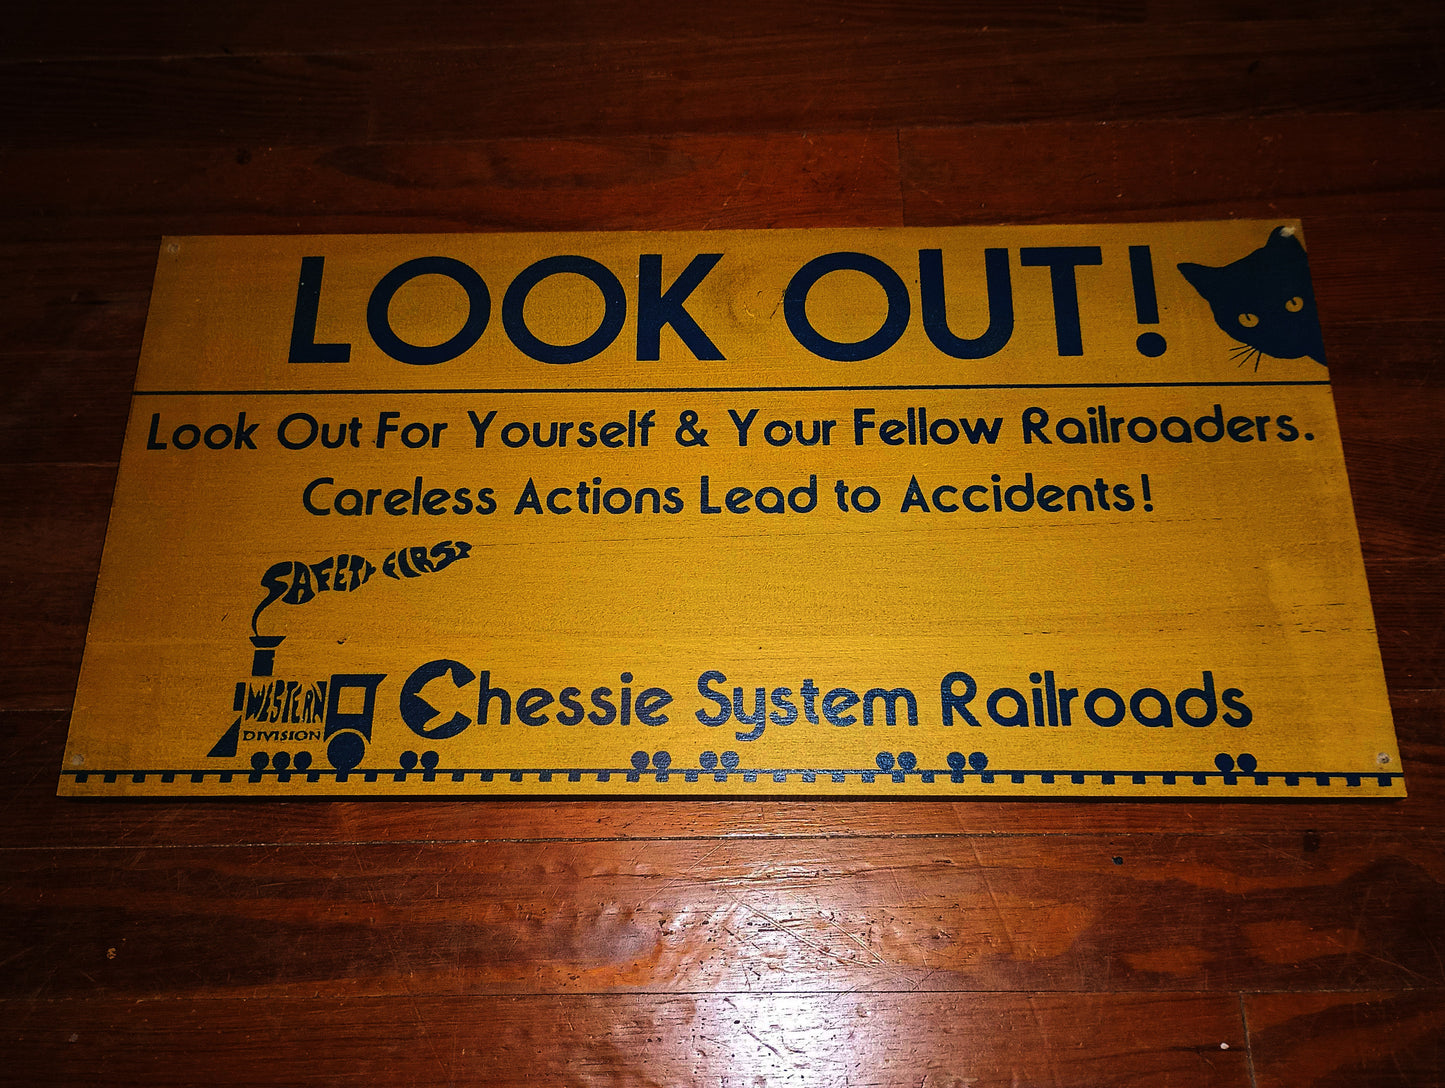 LOOK OUT!
Look Out For Yourself & Your Fellow Railroaders.
Careless Actions Lead to Accidents!
SAFETY FIRST
WESTERN
DIVISION
Chessie System Railroads